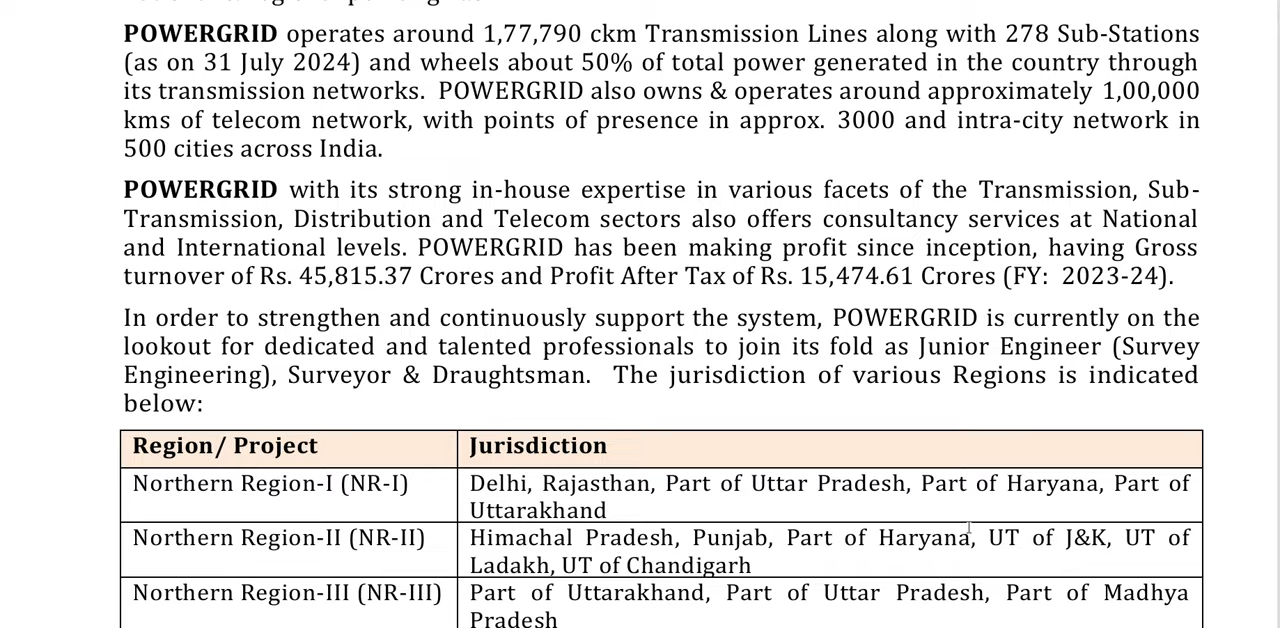 POWERGRID operates around 1,77,790 ckm Transmission Lines along with 278 Sub-Stations
(as on 31 July 2024) and wheels about 50% of total power generated in the country through
its transmission networks. POWERGRID also owns & operates around approximately 1,00,000
kms of telecom network, with points of presence in approx. 3000 and intra-city network in
500 cities across India.
POWERGRID with its strong in-house expertise in various facets of the Transmission, Sub-
Transmission, Distribution and Telecom sectors also offers consultancy services at National
and International levels. POWERGRID has been making profit since inception, having Gross
turnover of Rs. 45,815.37 Crores and Profit After Tax of Rs. 15,474.61 Crores (FY: 2023-24).
In order to strengthen and continuously support the system, POWERGRID is currently on the
lookout for dedicated and talented professionals to join its fold as Junior Engineer (Survey
Engineering), Surveyor & Draughtsman. The jurisdiction of various Regions is indicated
below:
Region/ Project Jurisdiction
Northern Region-I (NR-I) Delhi, Rajasthan, Part of Uttar Pradesh, Part of Haryana, Part of
Uttarakhand
Northern Region-II (NR-II) Himachal Pradesh, Punjab, Part of Haryana, UT of J&K, UT of
Ladakh, UT of Chandigarh
Northern Region-III (NR-III) Part of Uttarakhand, Part of Uttar Pradesh, Part of Madhya
Pradesh